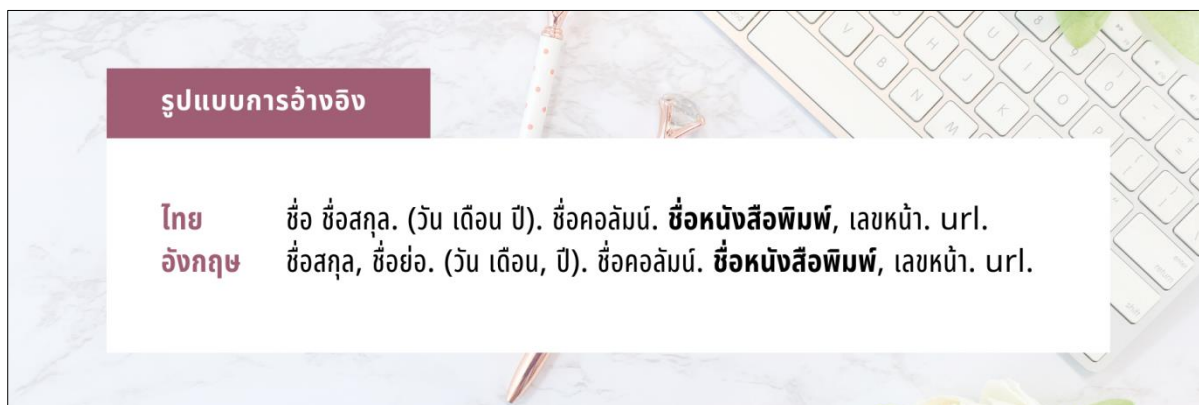 รูปแบบการอ้างอิง
ไทย ชื่อ ชื่อสกุล. (วัน เดือน ปี). ชื่อคอลัมน์. ชื่อหนังสือพิมพ์, เลขหน้า. url.
อังกฤษ ชื่อสกุล, ชื่อย่อ. (วัน เดือน, ปี). ชื่อคอลัมน์. ชื่อหนังสือพิมพ์, เลขหน้า. url.